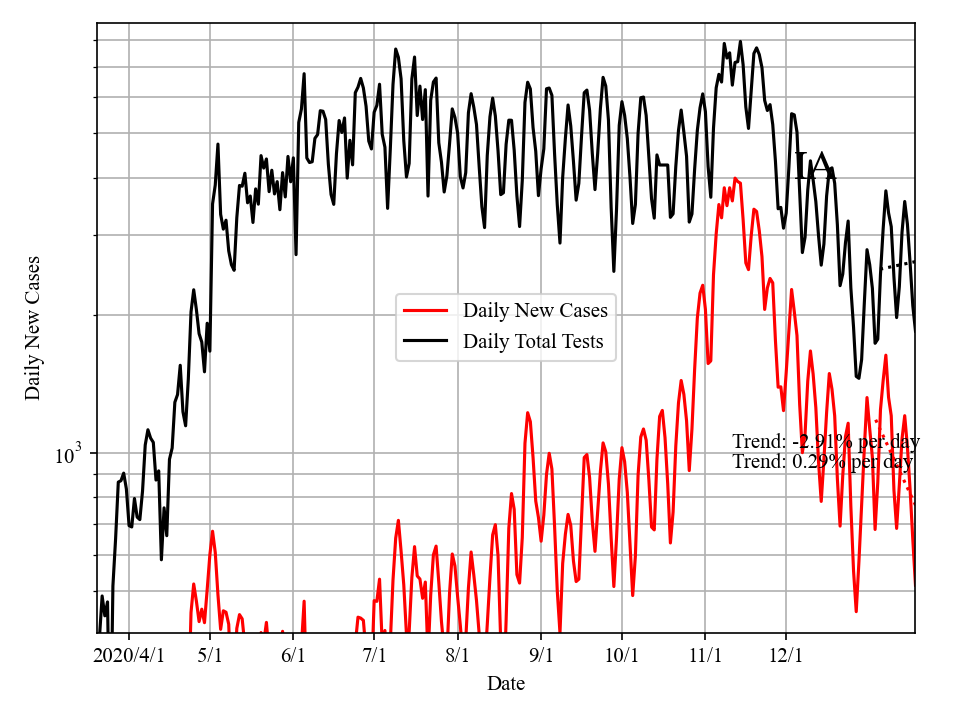 IA
Daily New Cases
Daily New Cases
Daily Total Tests
Trend: -2.91% per day
Trend: 0.29% per day
10³
2020/4/1 5/1 6/1 7/1 8/1 9/1 10/1 11/1 12/1
Date